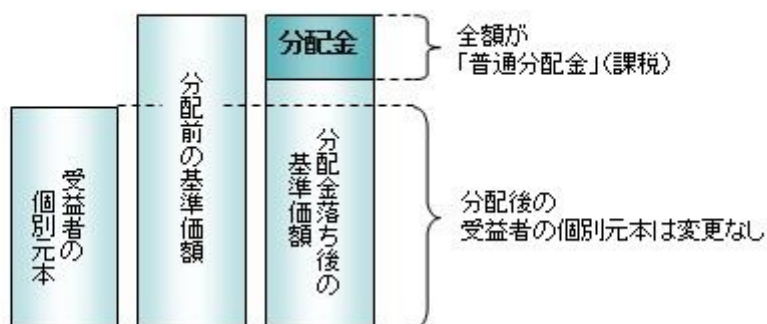 受益者の
個別元本
分配前の基準価額
分配金
分配金落ち後の
基準価額
全額が
「普通分配金」(課税)
分配後の
受益者の個別元本は変更なし